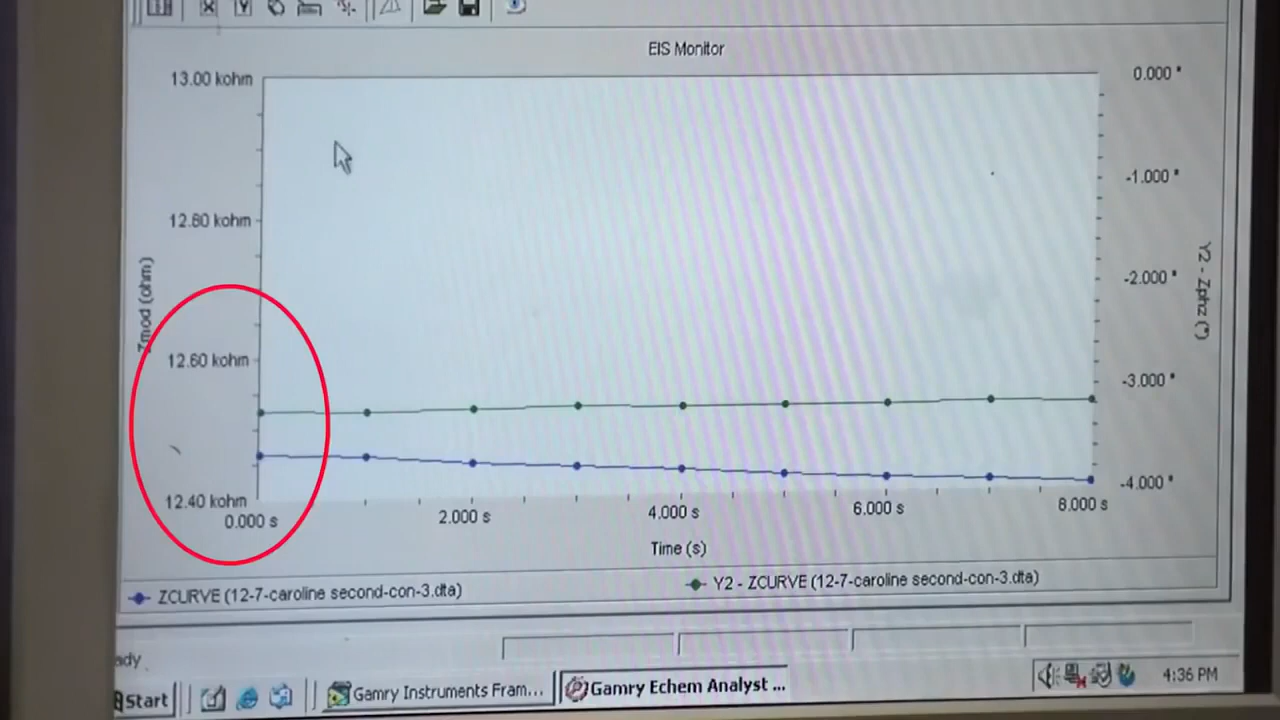 EIS Monitor
13.00 kohm
12.80 kohm
12.60 kohm
12.40 kohm
Zmod (ohm)
0.000 °
-1.000 °
-2.000 °
-3.000 °
-4.000 °
Y2 - Zphz (°)
0.000 s 2.000 s 4.000 s 6.000 s 8.000 s
Time (s)
ZCURVE (12-7-caroline second-con-3.dta) Y2 - ZCURVE (12-7-caroline second-con-3.dta)
ady
Start Gamry Instruments Fram... Gamry Echem Analyst ... 4:36 PM